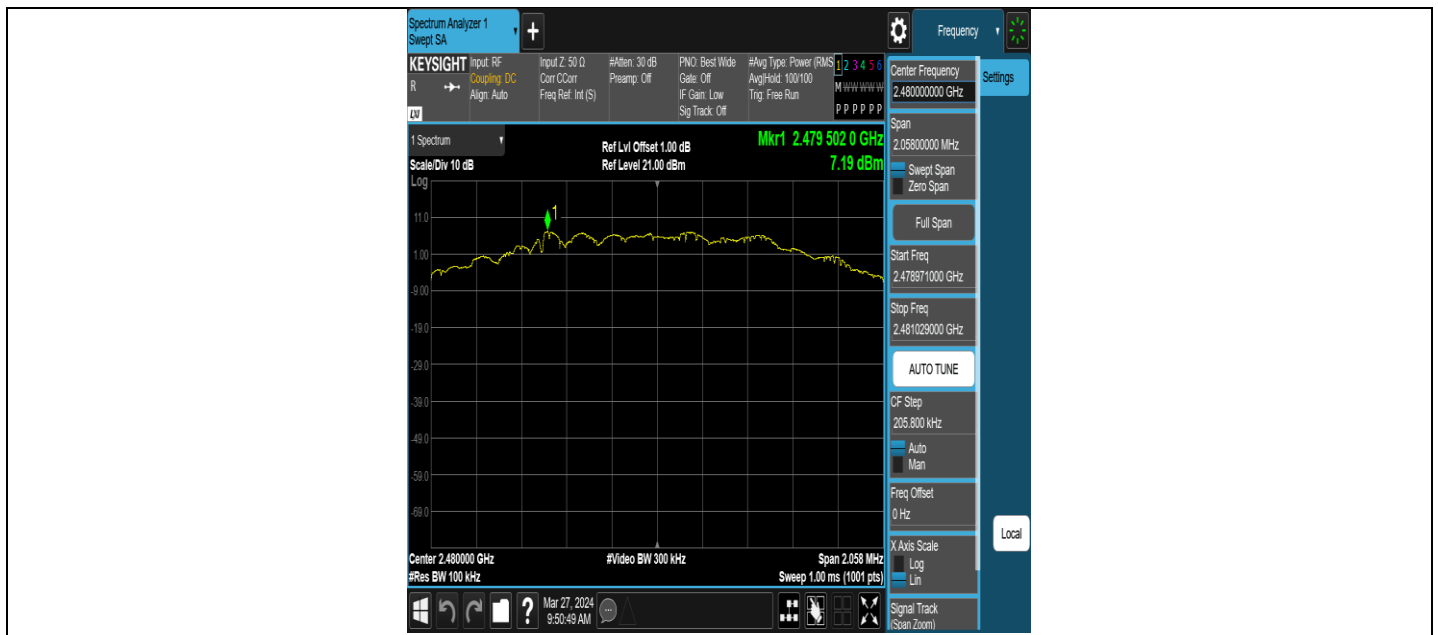 Spectrum Analyzer 1
Swept SA
+
Frequency
KEYSIGHT
R
LXI
Input: RF
Coupling: DC
Align: Auto
Input Z: 50 Ω
Corr CCorr
Freq Ref: Int (S)
#Atten: 30 dB
Preamp: Off
PNO: Best Wide
Gate: Off
IF Gain: Low
Sig Track: Off
#Avg Type: Power (RMS
Avg|Hold: 100/100
Trig: Free Run
1 2 3 4 5 6
M W W W W W
P P P P P P
1 Spectrum
Scale/Div 10 dB
Log
Ref Lvl Offset 1.00 dB
Ref Level 21.00 dBm
Mkr1 2.479 502 0 GHz
7.19 dBm
1
11.0
1.00
-9.00
-19.0
-29.0
-39.0
-49.0
-59.0
-69.0
Center 2.480000 GHz
#Video BW 300 kHz
Span 2.058 MHz
#Res BW 100 kHz
Sweep 1.00 ms (1001 pts)
Center Frequency
2.480000000 GHz
Settings
Span
2.05800000 MHz
Swept Span
Zero Span
Full Span
Start Freq
2.478971000 GHz
Stop Freq
2.481029000 GHz
AUTO TUNE
CF Step
205.800 kHz
Auto
Man
Freq Offset
0 Hz
X Axis Scale
Log
Lin
Local
Signal Track
(Span Zoom)
?
Mar 27, 2024
9:50:49 AM